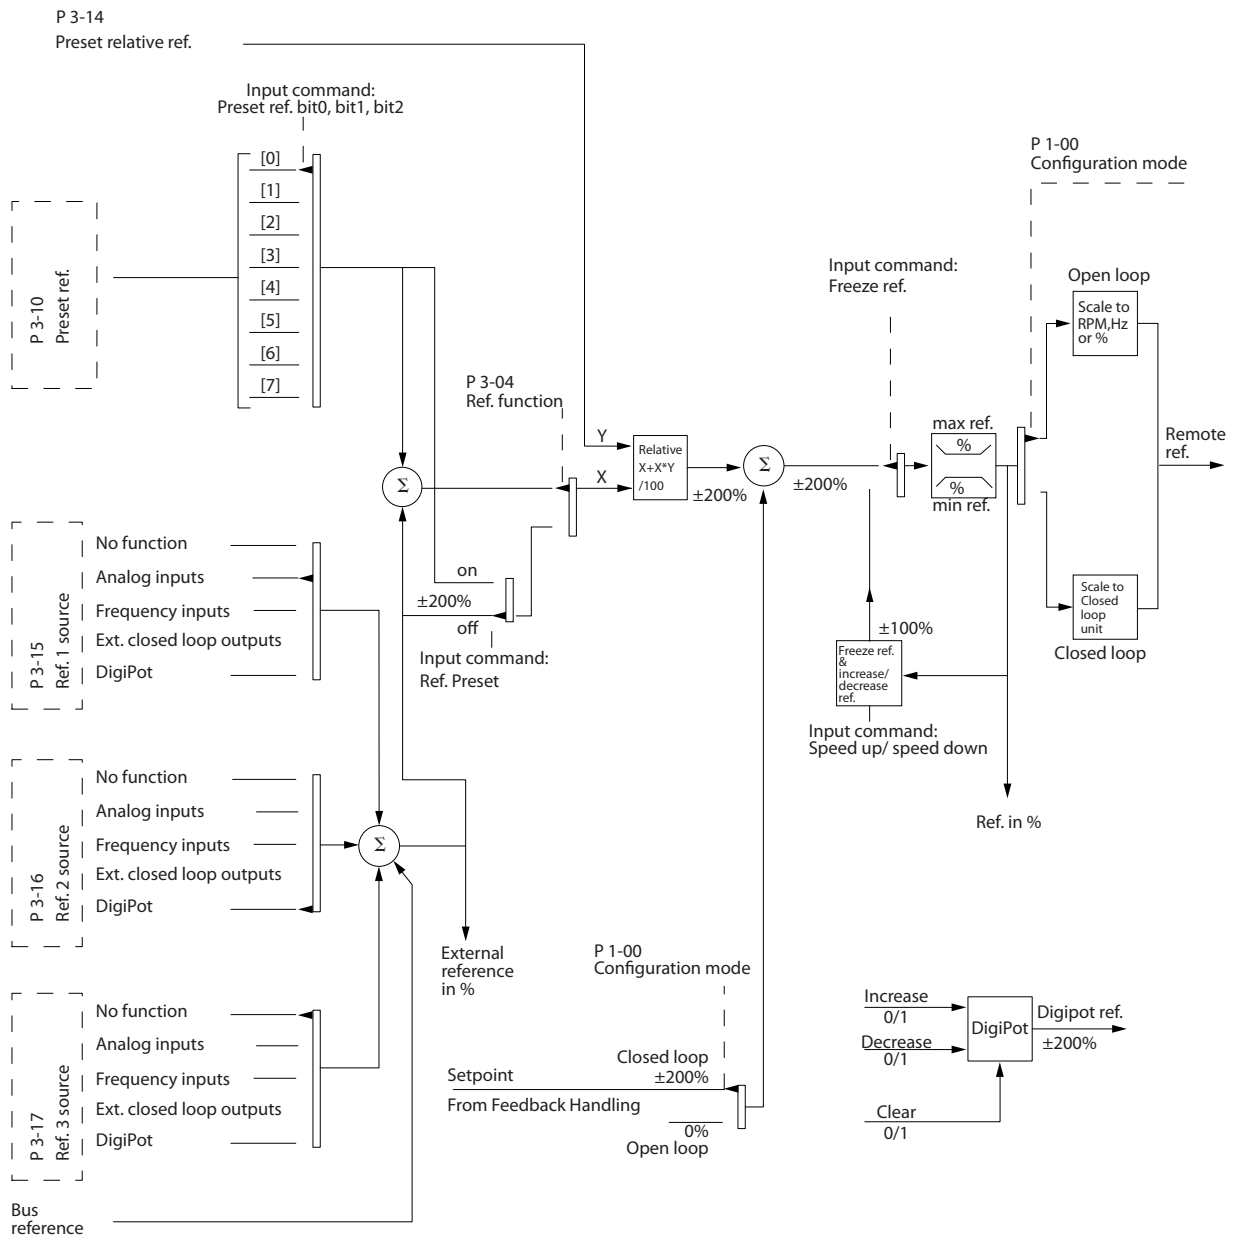 P 3-14
Preset relative ref.
Input command:
Preset ref. bit0, bit1, bit2
[0]
[1]
[2]
[3]
[4]
[5]
[6]
[7]
P 3-10
Preset ref.
P 1-00
Configuration mode
Input command:
Freeze ref.
Open loop
Scale to
RPM,Hz
or %
P 3-04
Ref. function
Y
X
Relative
X+X*Y
/100
±200%
Σ
±200%
max ref.
%
%
min ref.
Remote
ref.
Σ
on
±200%
off
Input command:
Ref. Preset
Scale to
Closed
loop
unit
Closed loop
±100%
Freeze ref.
&
increase/
decrease
ref.
Input command:
Speed up/ speed down
Ref. in %
P 3-15
Ref. 1 source
No function
Analog inputs
Frequency inputs
Ext. closed loop outputs
DigiPot
P 3-16
Ref. 2 source
No function
Analog inputs
Frequency inputs
Ext. closed loop outputs
DigiPot
Σ
External
reference
in %
P 3-17
Ref. 3 source
No function
Analog inputs
Frequency inputs
Ext. closed loop outputs
DigiPot
Bus
reference
P 1-00
Configuration mode
Closed loop
±200%
Setpoint
From Feedback Handling
0%
Open loop
Increase
0/1
Decrease
0/1
Clear
0/1
DigiPot
Digipot ref.
±200%